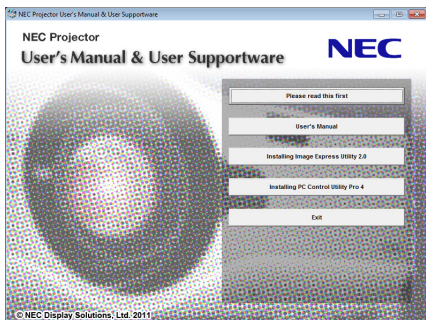 NEC Projector User's Manual & User Supportware
NEC Projector
User's Manual & User Supportware
NEC
Please read this first
User's Manual
Installing Image Express Utility 2.0
Installing PC Control Utility Pro 4
Exit
© NEC Display Solutions, Ltd. 2011